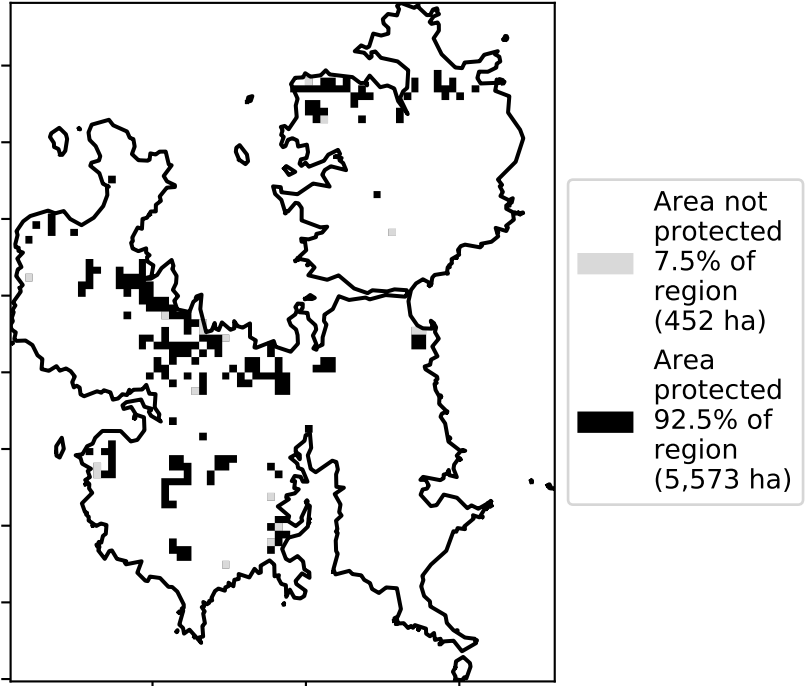 Area not
protected
7.5% of
region
(452 ha)
Area
protected
92.5% of
region
(5,573 ha)